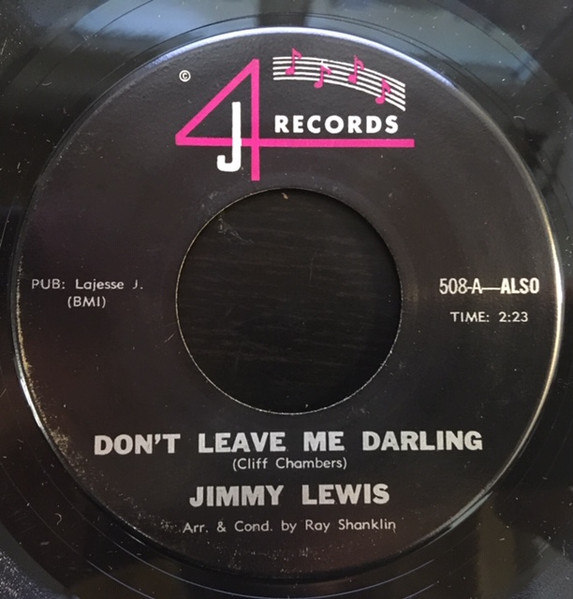 ©
4J RECORDS
PUB: Lajesse J.
(BMI)
508-A—ALSO
TIME: 2:23
DON'T LEAVE ME DARLING
(Cliff Chambers)
JIMMY LEWIS
Arr. & Cond. by Ray Shanklin